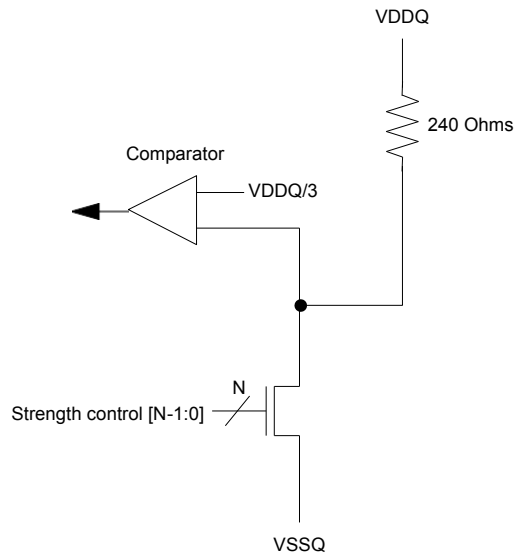 VDDQ
240 Ohms
Comparator
VDDQ/3
N
Strength control [N-1:0]
VSSQ